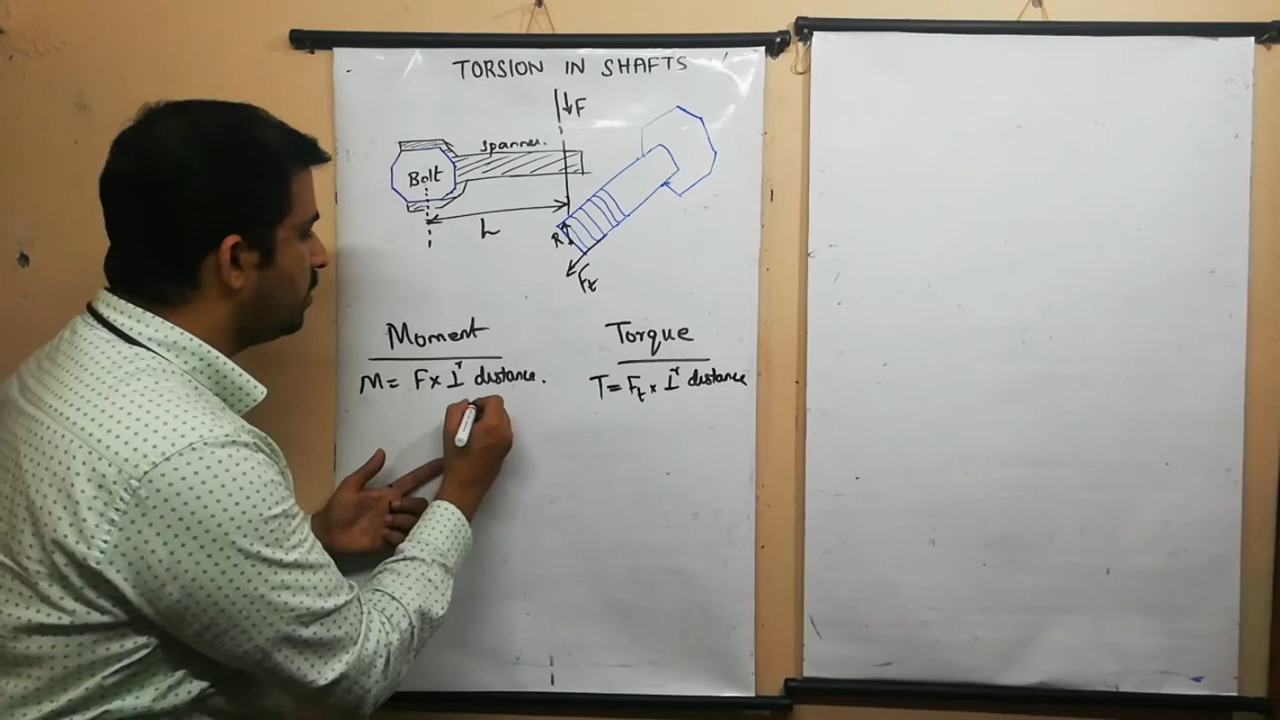 TORSION IN SHAFTS
F
spanner.
Bolt
L
R
Ft
Moment
M = F × ⊥r distance.
Torque
T = Ft × ⊥r distance